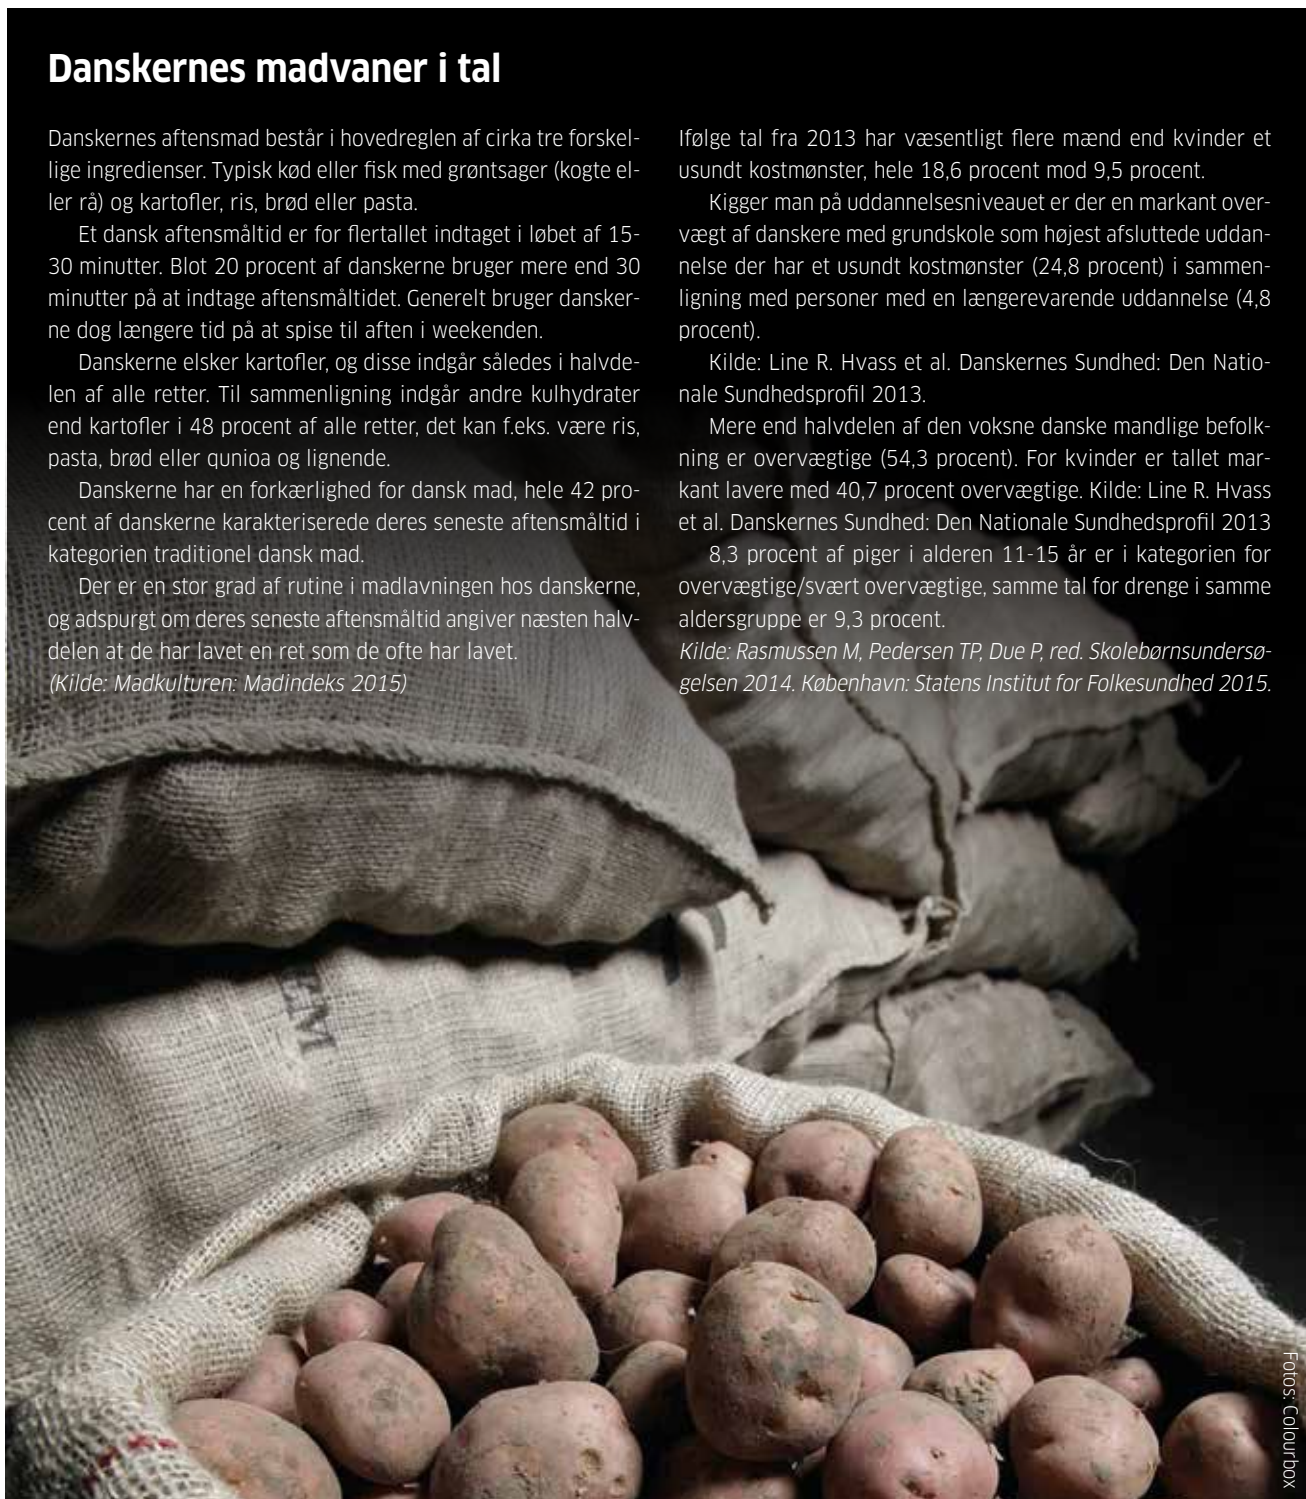 Danskernes madvaner i tal
Danskernes aftensmad består i hovedreglen af cirka tre forskel-
lige ingredienser. Typisk kød eller fisk med grøntsager (kogte el-
ler rå) og kartofler, ris, brød eller pasta.
Et dansk aftensmåltid er for flertallet indtaget i løbet af 15-
30 minutter. Blot 20 procent af danskerne bruger mere end 30
minutter på at indtage aftensmåltidet. Generelt bruger dansker-
ne dog længere tid på at spise til aften i weekenden.
Danskerne elsker kartofler, og disse indgår således i halvde-
len af alle retter. Til sammenligning indgår andre kulhydrater
end kartofler i 48 procent af alle retter, det kan f.eks. være ris,
pasta, brød eller qunioa og lignende.
Danskerne har en forkærlighed for dansk mad, hele 42 pro-
cent af danskerne karakteriserede deres seneste aftensmåltid i
kategorien traditionel dansk mad.
Der er en stor grad af rutine i madlavningen hos danskerne,
og adspurgt om deres seneste aftensmåltid angiver næsten halv-
delen at de har lavet en ret som de ofte har lavet.
(Kilde: Madkulturen: Madindeks 2015)
Ifølge tal fra 2013 har væsentligt flere mænd end kvinder et
usundt kostmønster, hele 18,6 procent mod 9,5 procent.
Kigger man på uddannelsesniveauet er der en markant over-
vægt af danskere med grundskole som højest afsluttede uddan-
nelse der har et usundt kostmønster (24,8 procent) i sammen-
ligning med personer med en længerevarende uddannelse (4,8
procent).
Kilde: Line R. Hvass et al. Danskernes Sundhed: Den Natio-
nale Sundhedsprofil 2013.
Mere end halvdelen af den voksne danske mandlige befolk-
ning er overvægtige (54,3 procent). For kvinder er tallet mar-
kant lavere med 40,7 procent overvægtige. Kilde: Line R. Hvass
et al. Danskernes Sundhed: Den Nationale Sundhedsprofil 2013
8,3 procent af piger i alderen 11-15 år er i kategorien for
overvægtige/svært overvægtige, samme tal for drenge i samme
aldersgruppe er 9,3 procent.
Kilde: Rasmussen M, Pedersen TP, Due P, red. Skolebørnsundersø-
gelsen 2014. København: Statens Institut for Folkesundhed 2015.
Fotos: Colourbox